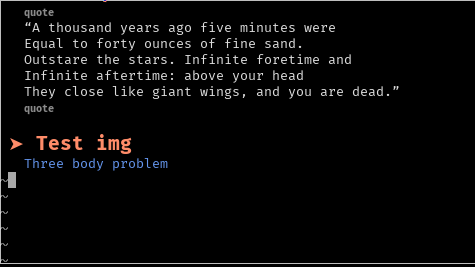 quote
“A thousand years ago five minutes were
Equal to forty ounces of fine sand.
Outstare the stars. Infinite foretime and
Infinite aftertime: above your head
They close like giant wings, and you are dead.”
quote
➤ Test img
Three body problem
~
~
~
~
~
~